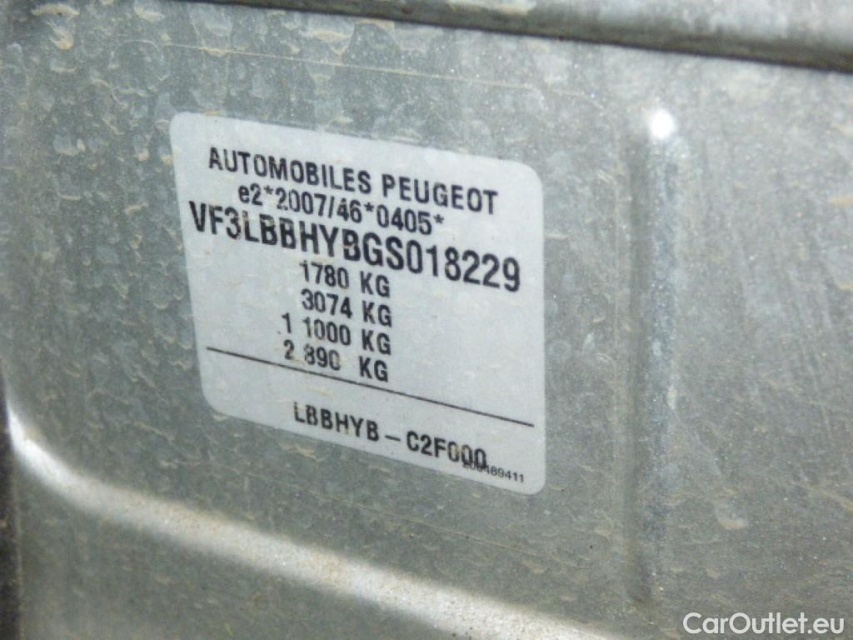 AUTOMOBILES PEUGEOT
e2*2007/46*0405*
VF3LBBHYBGS018229
1780 KG
3074 KG
1 1000 KG
2 890 KG
LBBHYB-C2F000
CarOutlet.eu